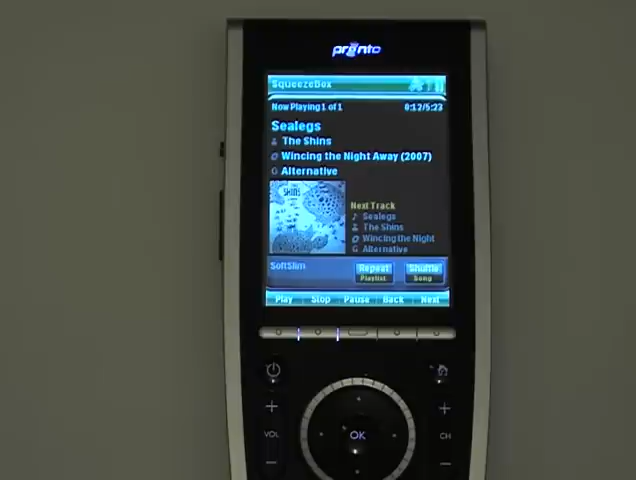 pronto
SqueezeBox
Now Playing 1 of 1 0:12/5:23
Sealegs
The Shins
Wincing the Night Away (2007)
G Alternative
SHINS
Next Track
Sealegs
The Shins
Wincing the Night
G Alternative
SoftSlim
Repeat Shuffle
Playlist Song
Play Stop Pause Back Next
+ +
VOL OK CH
- -